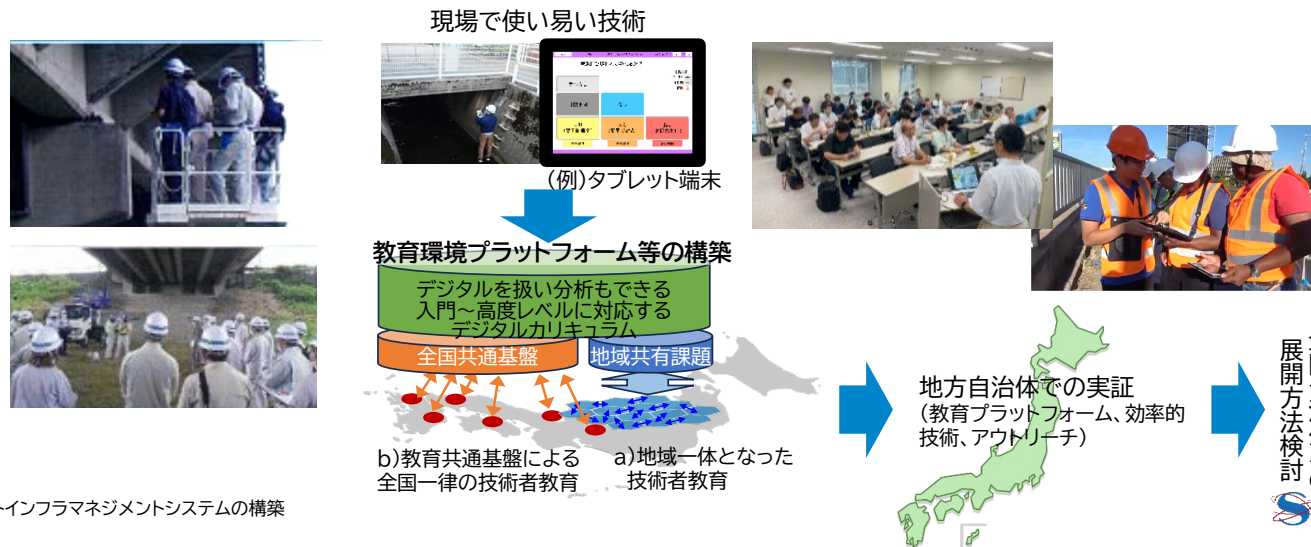 現場で使い易い技術
(例)タブレット端末
教育環境プラットフォーム等の構築
デジタルを扱い分析もできる
入門～高度レベルに対応する
デジタルカリキュラム
全国共通基盤
地域共有課題
b)教育共通基盤による
全国一律の技術者教育
a)地域一体となった
技術者教育
地方自治体での実証
(教育プラットフォーム、効率的
技術、アウトリーチ)
展開方法検討
インフラマネジメントシステムの構築